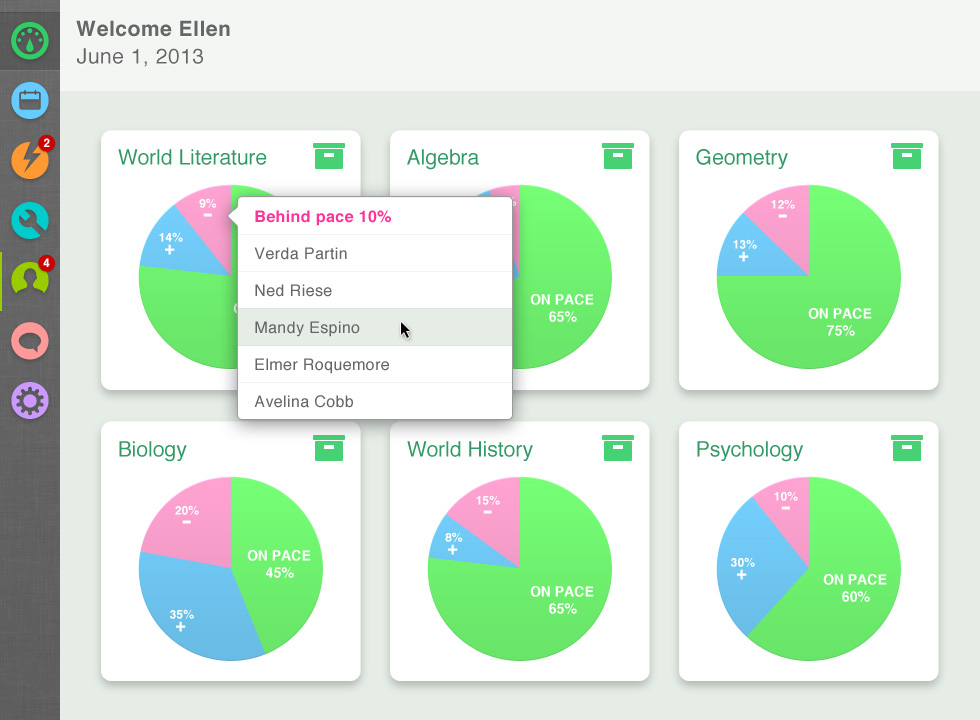 Welcome Ellen
June 1, 2013
2
4
World Literature
9%
14%
Behind pace 10%
Verda Partin
Ned Riese
Mandy Espino
Elmer Roquemore
Avelina Cobb
Algebra
ON PACE
65%
Geometry
12%
13%
ON PACE
75%
Biology
20%
ON PACE
45%
35%
World History
15%
8%
ON PACE
65%
Psychology
10%
30%
ON PACE
60%